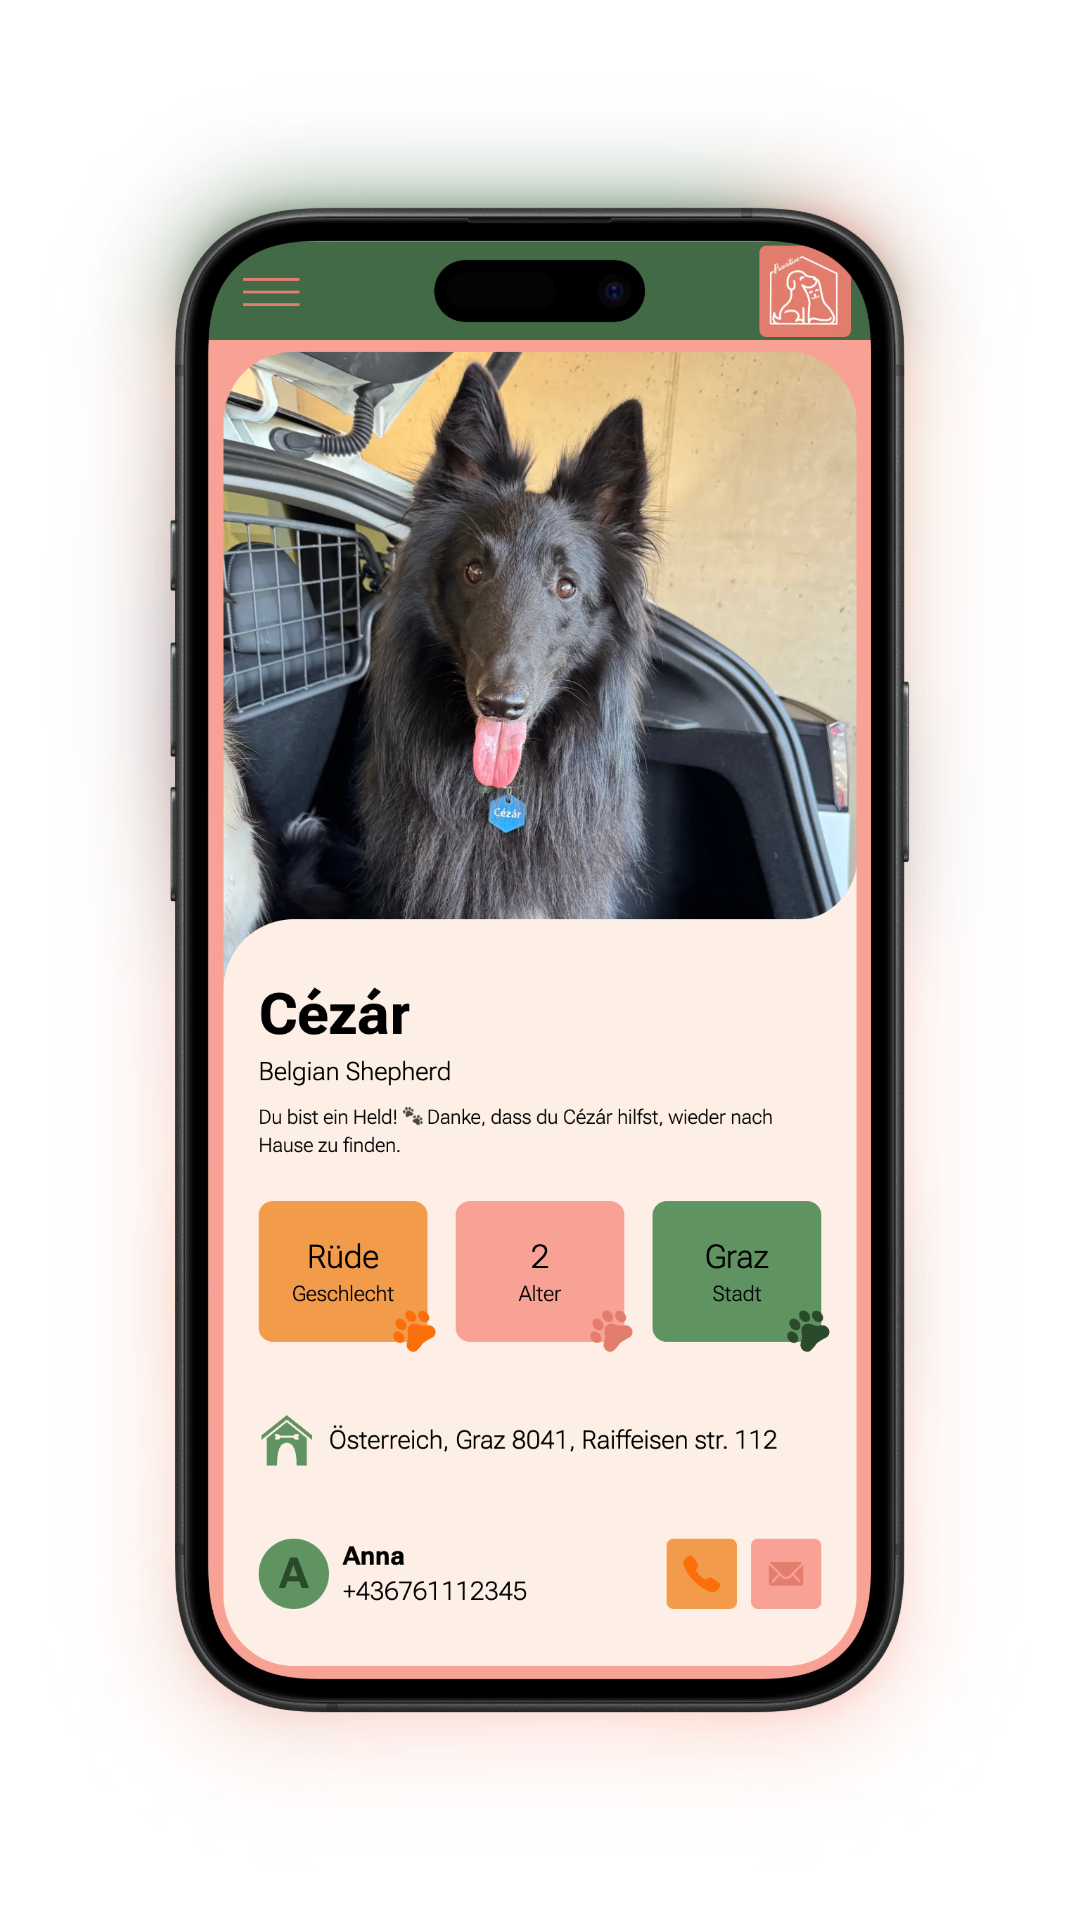 Pawsitive
Cézár
Cézár
Belgian Shepherd
Du bist ein Held! 🐾 Danke, dass du Cézár hilfst, wieder nach
Hause zu finden.
Rüde
Geschlecht
2
Alter
Graz
Stadt
Österreich, Graz 8041, Raiffeisen str. 112
A
Anna
+436761112345